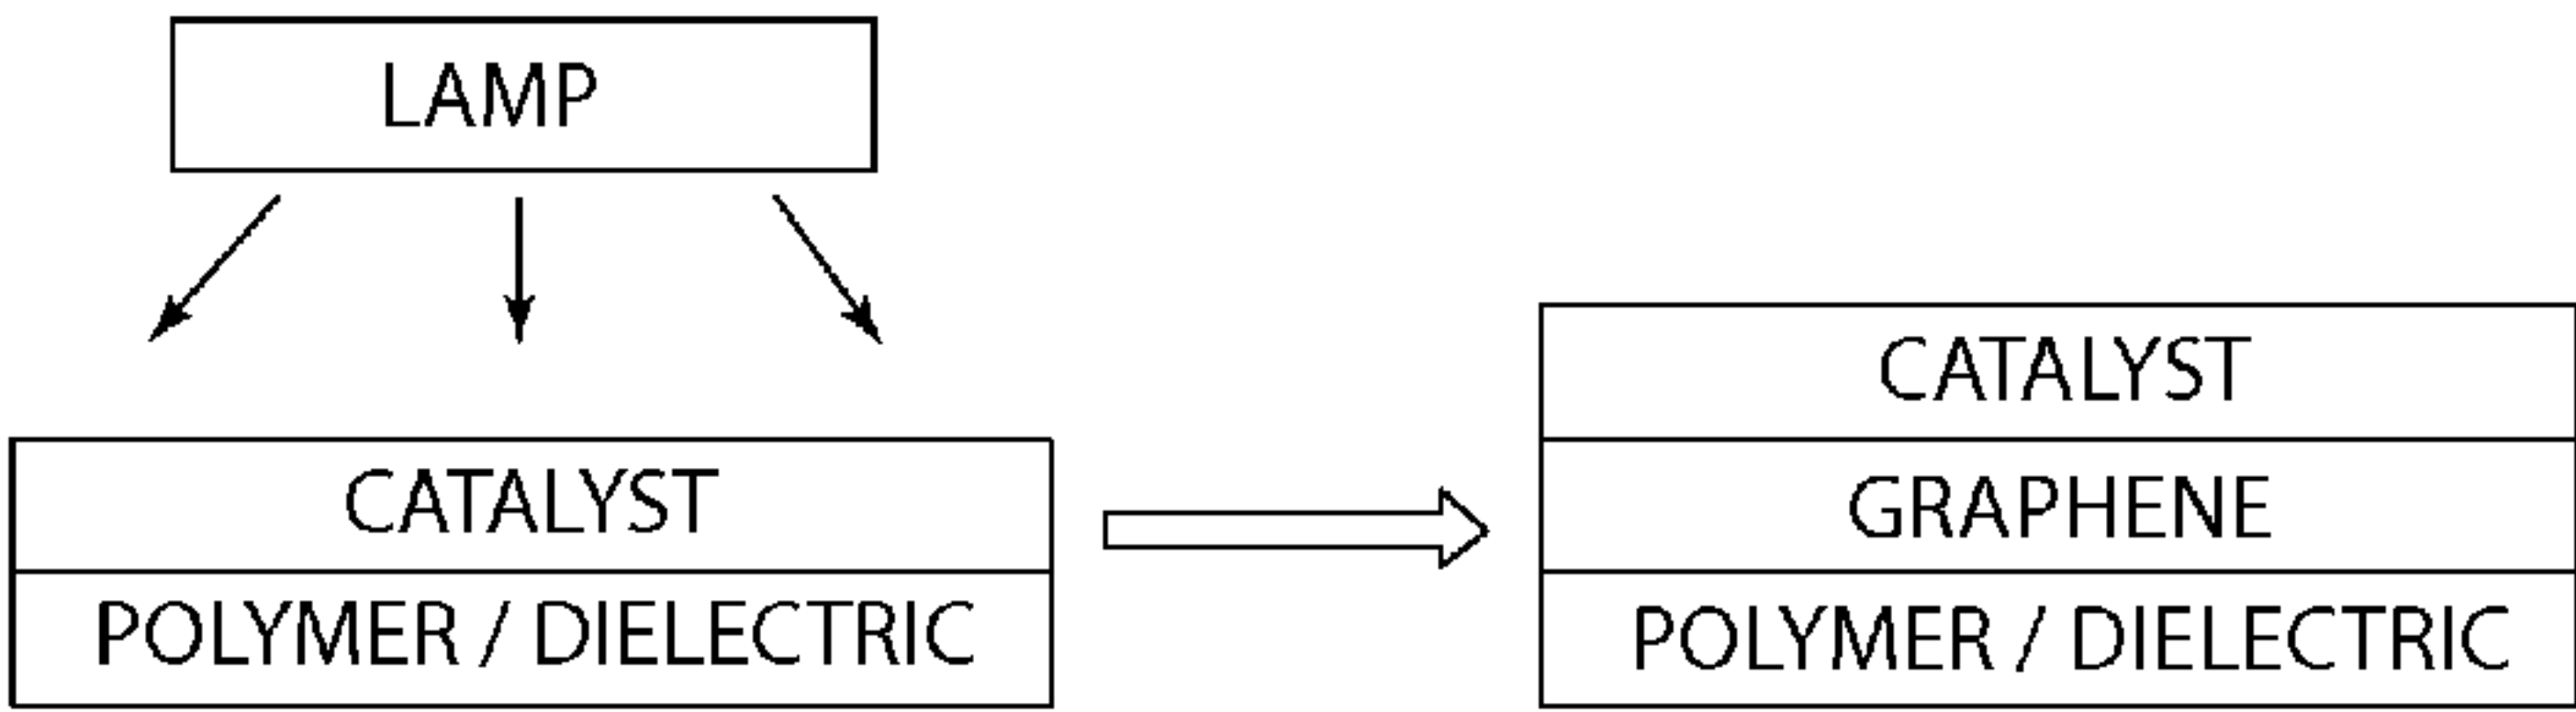 LAMP
CATALYST
POLYMER / DIELECTRIC
CATALYST
GRAPHENE
POLYMER / DIELECTRIC